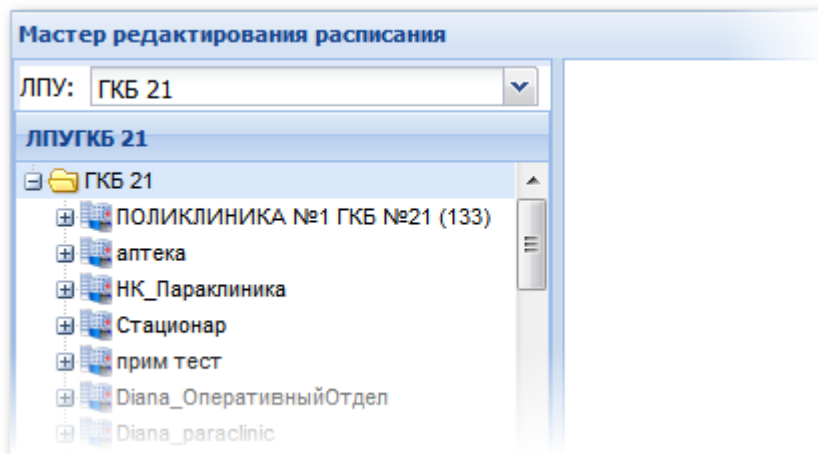 Мастер редактирования расписания
ЛПУ: ГКБ 21
ЛПУГКБ 21
ГКБ 21
ПОЛИКЛИНИКА №1 ГКБ №21 (133)
аптека
НК_Параклиника
Стационар
прим тест
Diana_ОперативныйОтдел
Diana_paraclinic